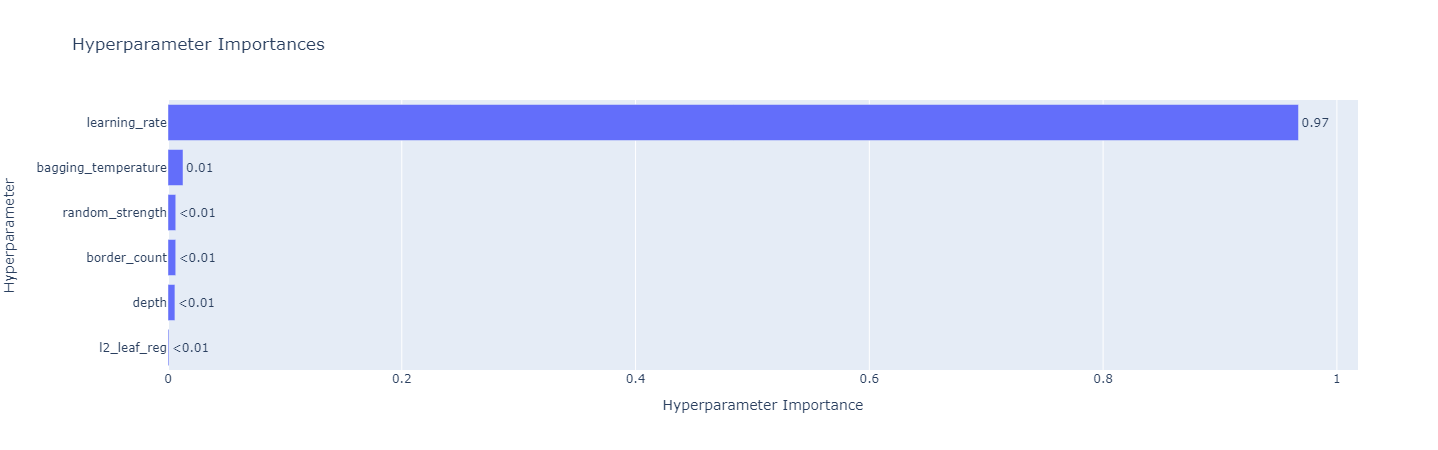 Hyperparameter Importances
Hyperparameter
learning_rate 0.97
bagging_temperature 0.01
random_strength <0.01
border_count <0.01
depth <0.01
l2_leaf_reg <0.01
0 0.2 0.4 0.6 0.8 1
Hyperparameter Importance